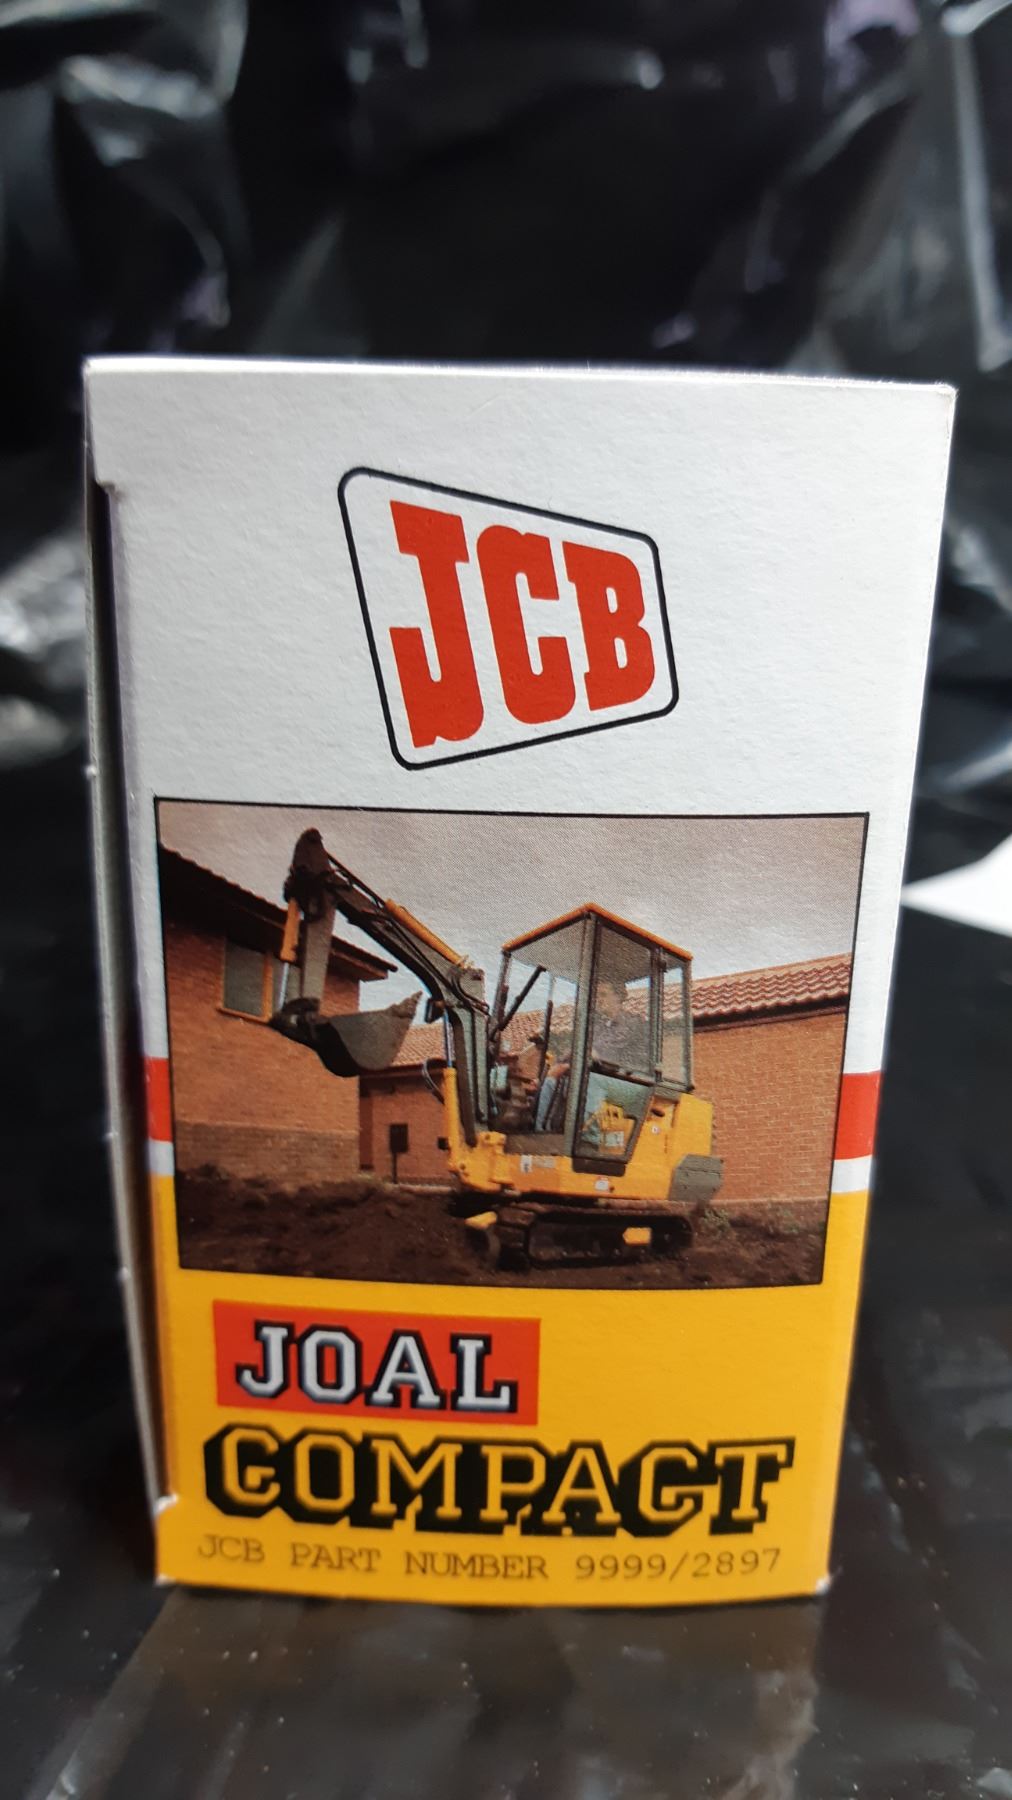 JCB
JOAL
COMPACT
JCB PART NUMBER 9999/2897